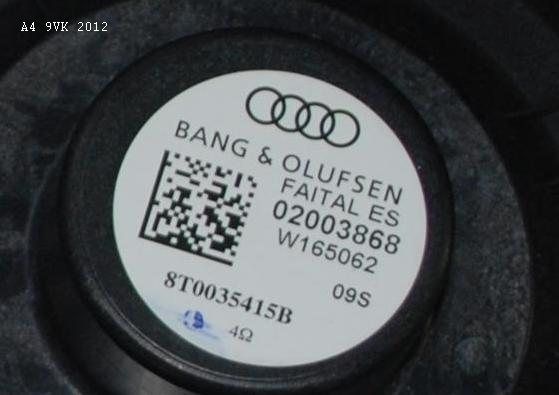 A4 9VK 2012
BANG & OLUFSEN
FAITAL ES
02003868
W165062
09S
8T0035415B
4Ω